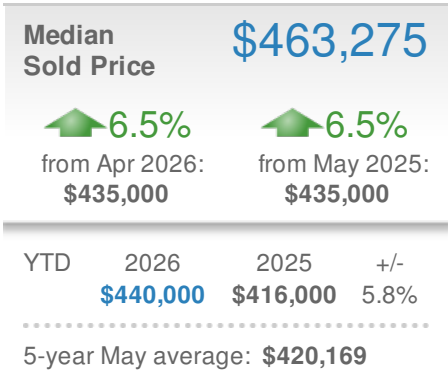 Median $463,275
Sold Price
6.5% 6.5%
from Apr 2026: from May 2025:
$435,000 $435,000
YTD 2026 2025 +/-
$440,000 $416,000 5.8%
5-year May average: $420,169